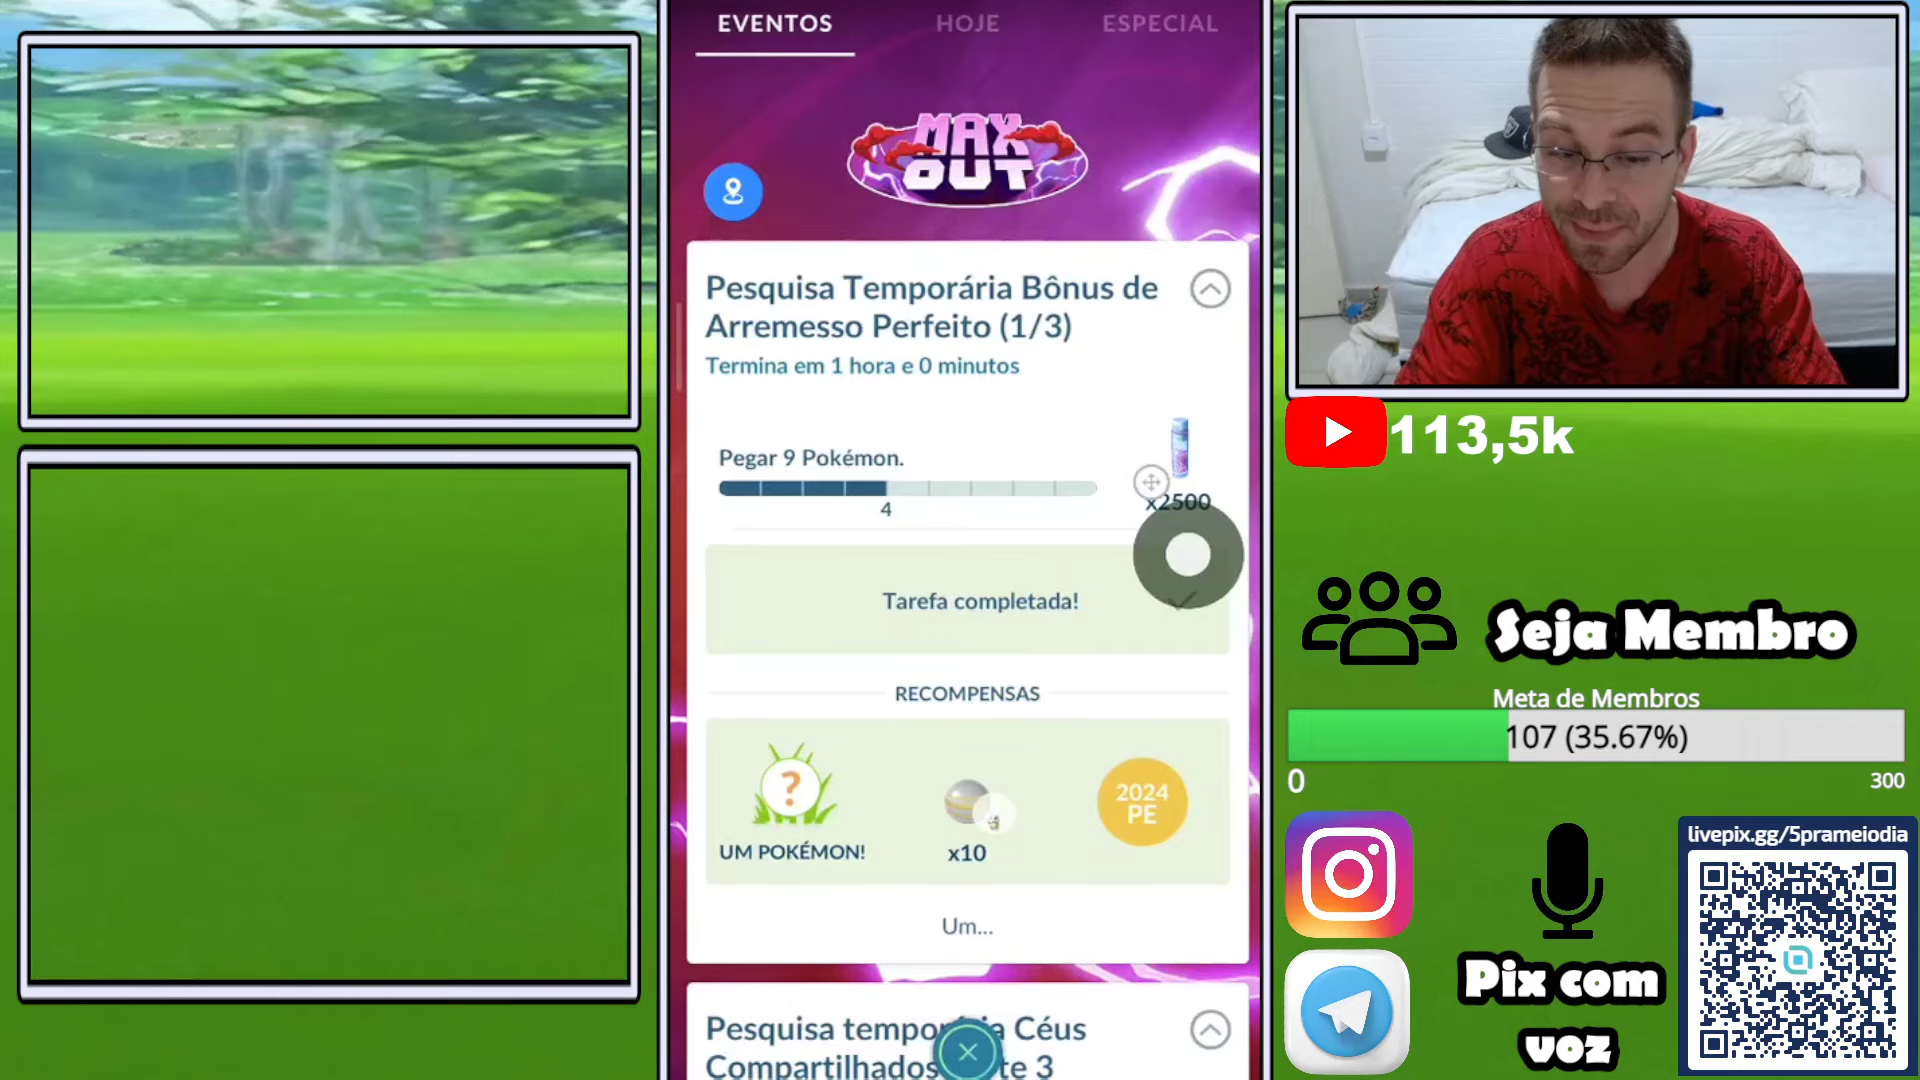 EVENTOS
HOJE
ESPECIAL
MAX
OUT
Pesquisa Temporária Bônus de
Arremesso Perfeito (1/3)
Termina em 1 hora e 0 minutos
Pegar 9 Pokémon.
4
x2500
Tarefa completada!
RECOMPENSAS
UM POKÉMON!
x10
2024
PE
Um...
Pesquisa temporária Céus
Compartilhados
te 3
113,5k
Seja Membro
Meta de Membros
107 (35.67%)
0
300
livepix.gg/5prameiodia
Pix com
voz